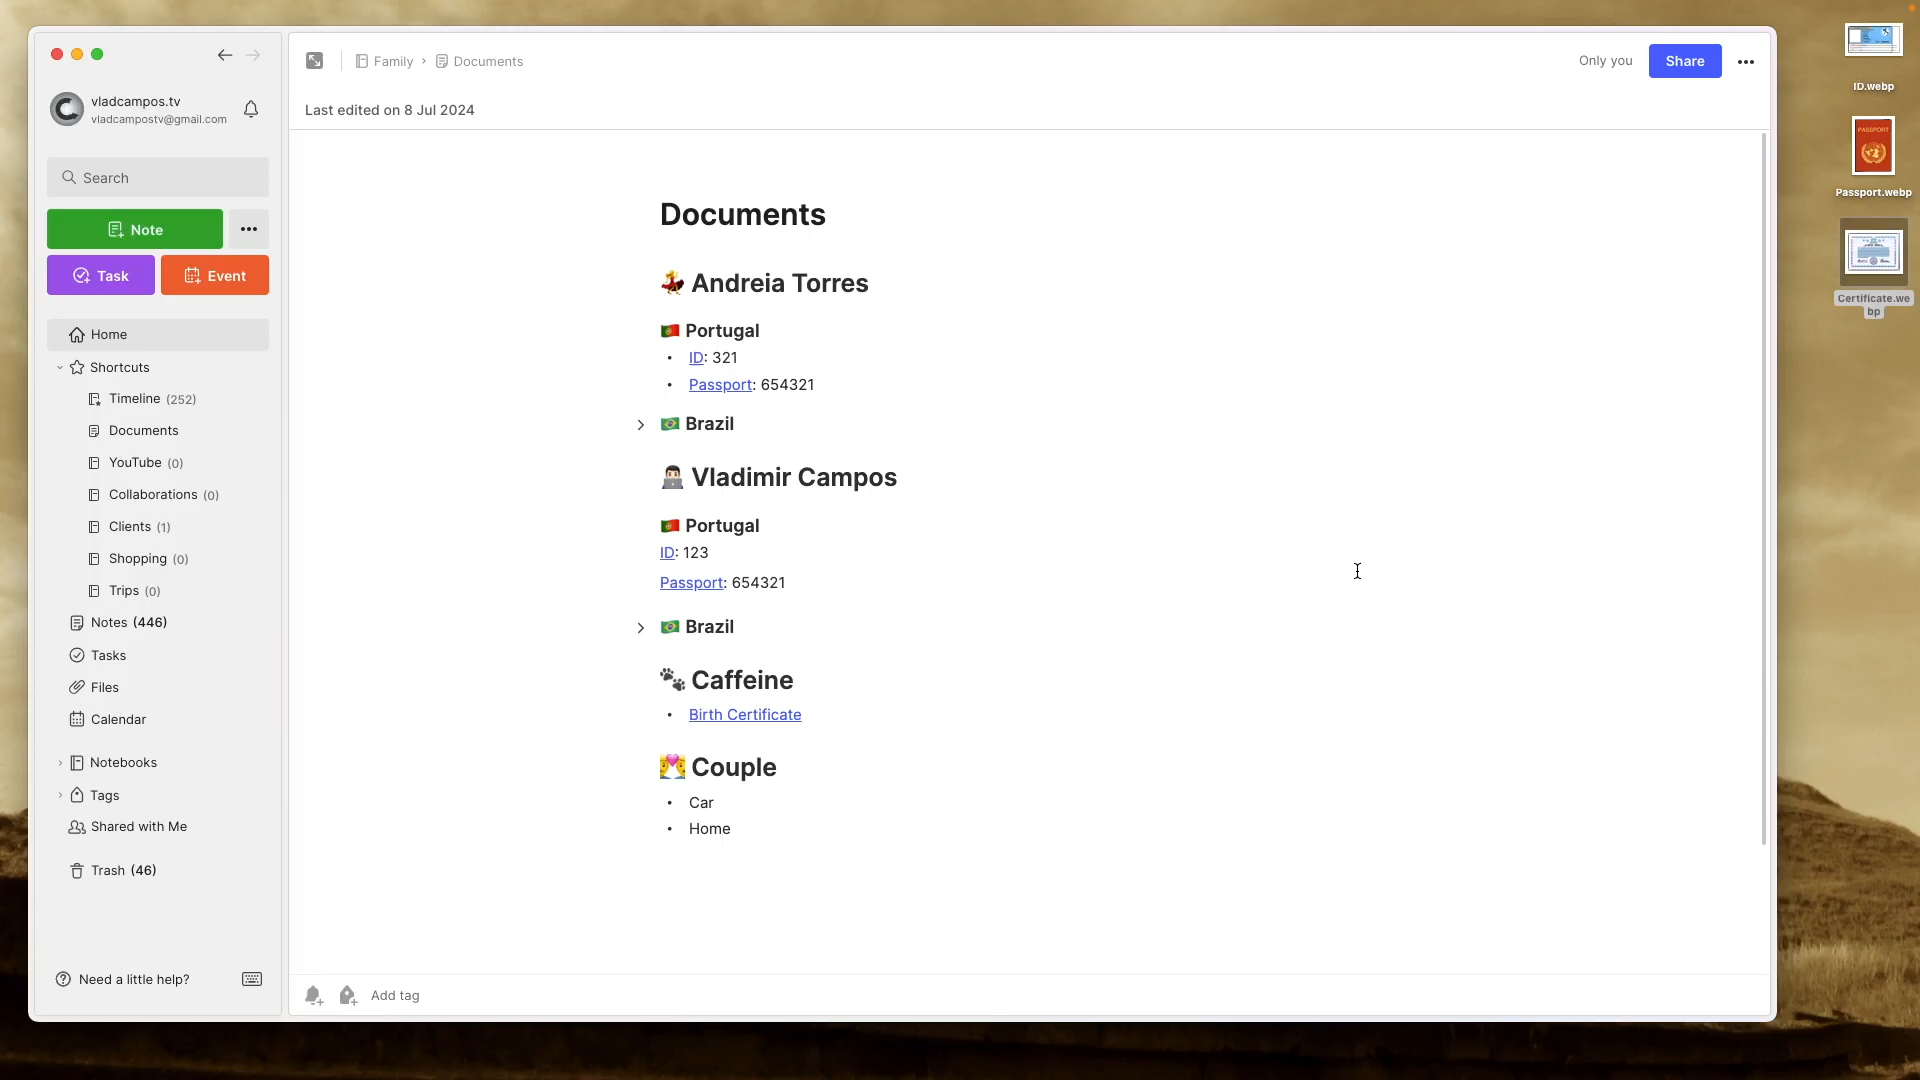 vladcampos.tv
vladcampostv@gmail.com
Search
Note
Task
Event
Home
Shortcuts
Timeline (252)
Documents
YouTube (0)
Collaborations (0)
Clients (1)
Shopping (0)
Trips (0)
Notes (446)
Tasks
Files
Calendar
Notebooks
Tags
Shared with Me
Trash (46)
Need a little help?
Family › Documents
Only you
Share
Last edited on 8 Jul 2024
Documents
Andreia Torres
Portugal
• ID: 321
• Passport: 654321
Brazil
Vladimir Campos
Portugal
ID: 123
Passport: 654321
Brazil
Caffeine
• Birth Certificate
Couple
• Car
• Home
Add tag
ID.webp
PASSPORT
Passport.webp
Certificate.we
bp